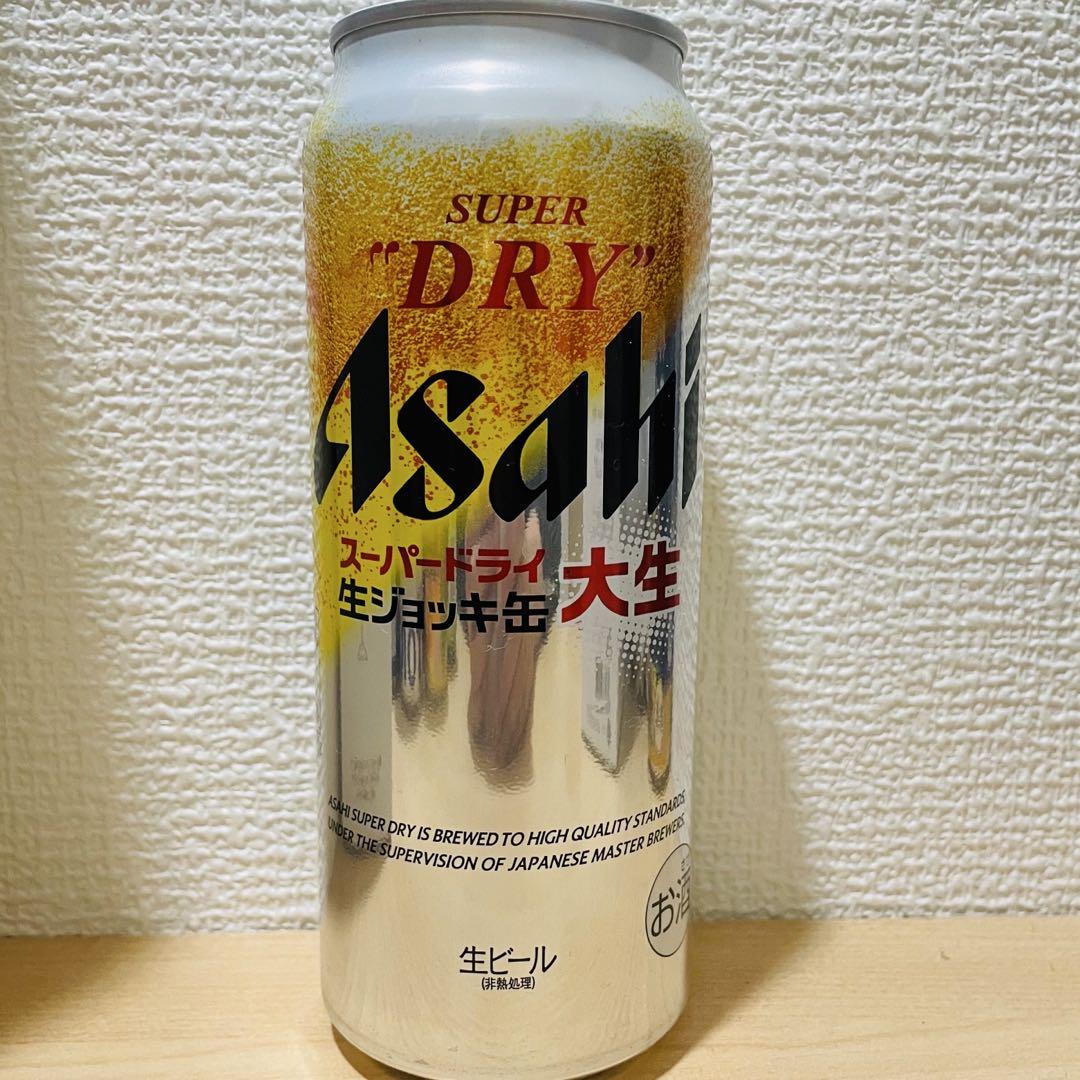 SUPER
"DRY"
Asahi
スーパードライ
生ジョッキ缶 大生
ASAHI SUPER DRY IS BREWED TO HIGH QUALITY STANDARDS,
UNDER THE SUPERVISION OF JAPANESE MASTER BREWERS.
お酒
生ビール
(非熱処理)